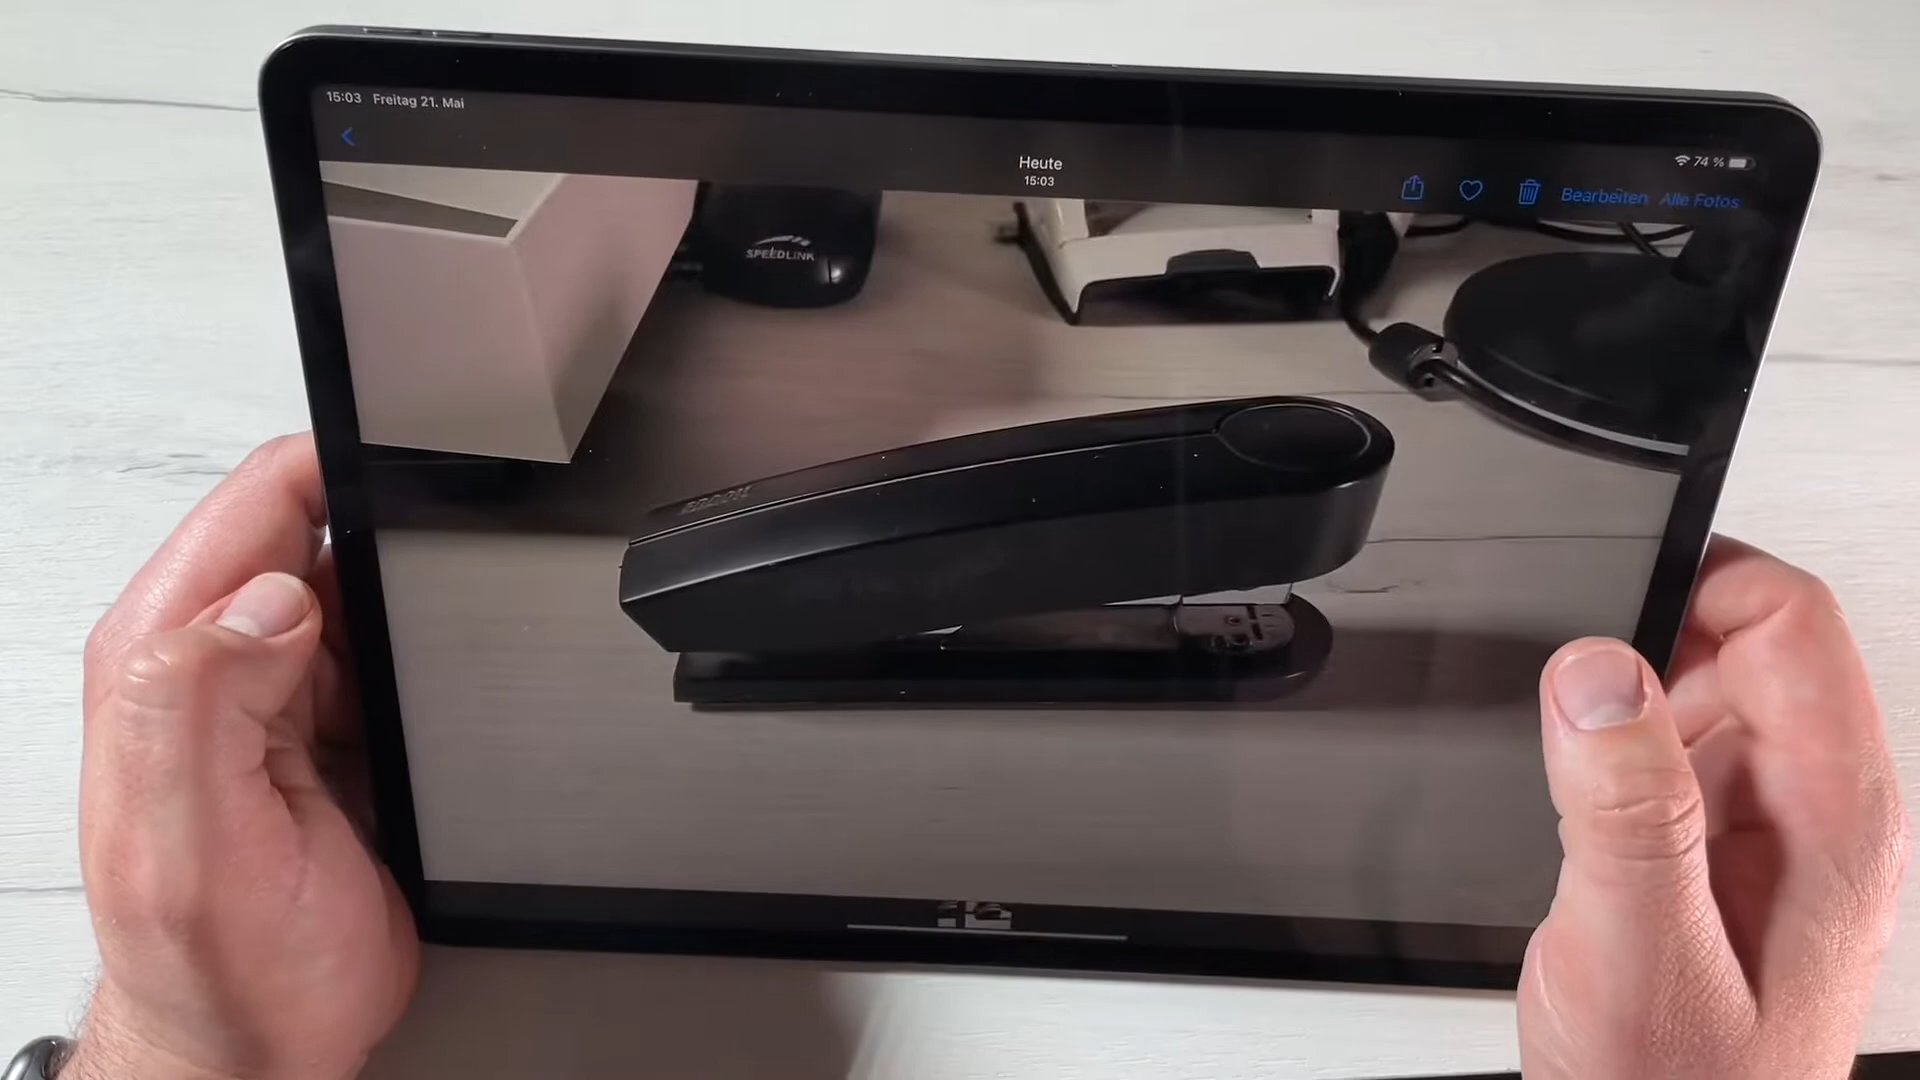 15:03 Freitag 21. Mai
74 %
Heute
15:03
Bearbeiten Alle Fotos
SPEEDLINK